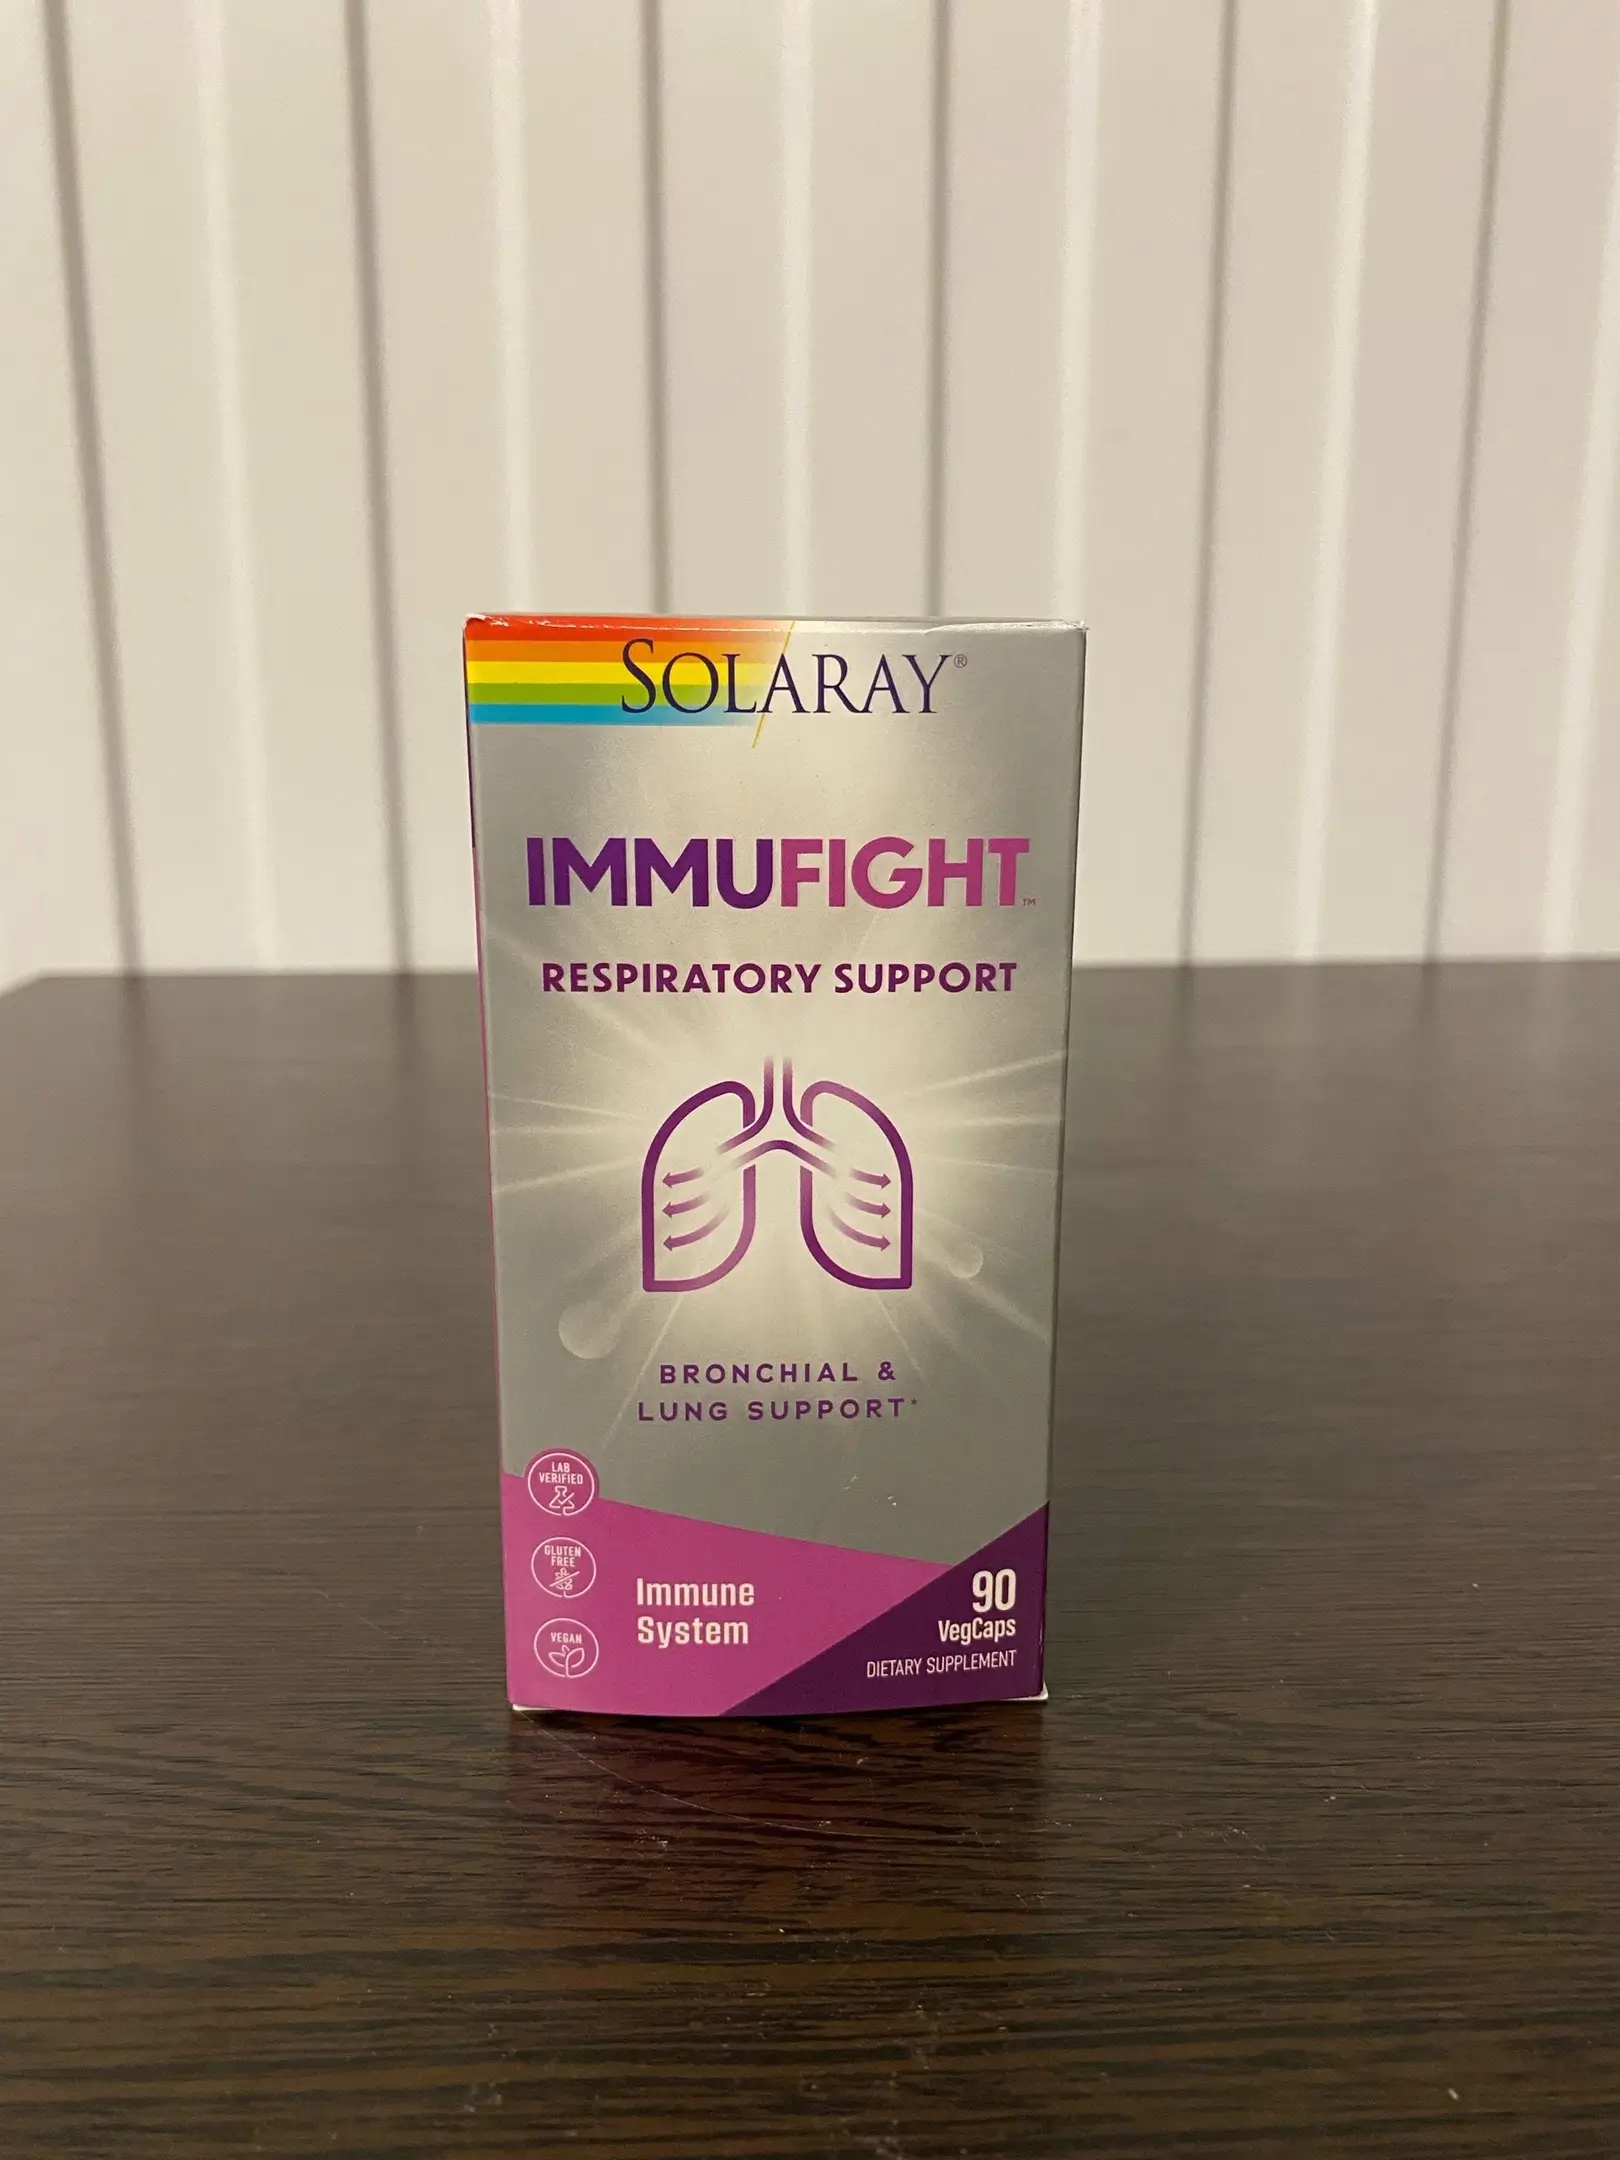 SOLARAY®
IMMUFIGHT™
RESPIRATORY SUPPORT
BRONCHIAL &
LUNG SUPPORT*
LAB
VERIFIED
GLUTEN
FREE
VEGAN
Immune
System
90
VegCaps
DIETARY SUPPLEMENT